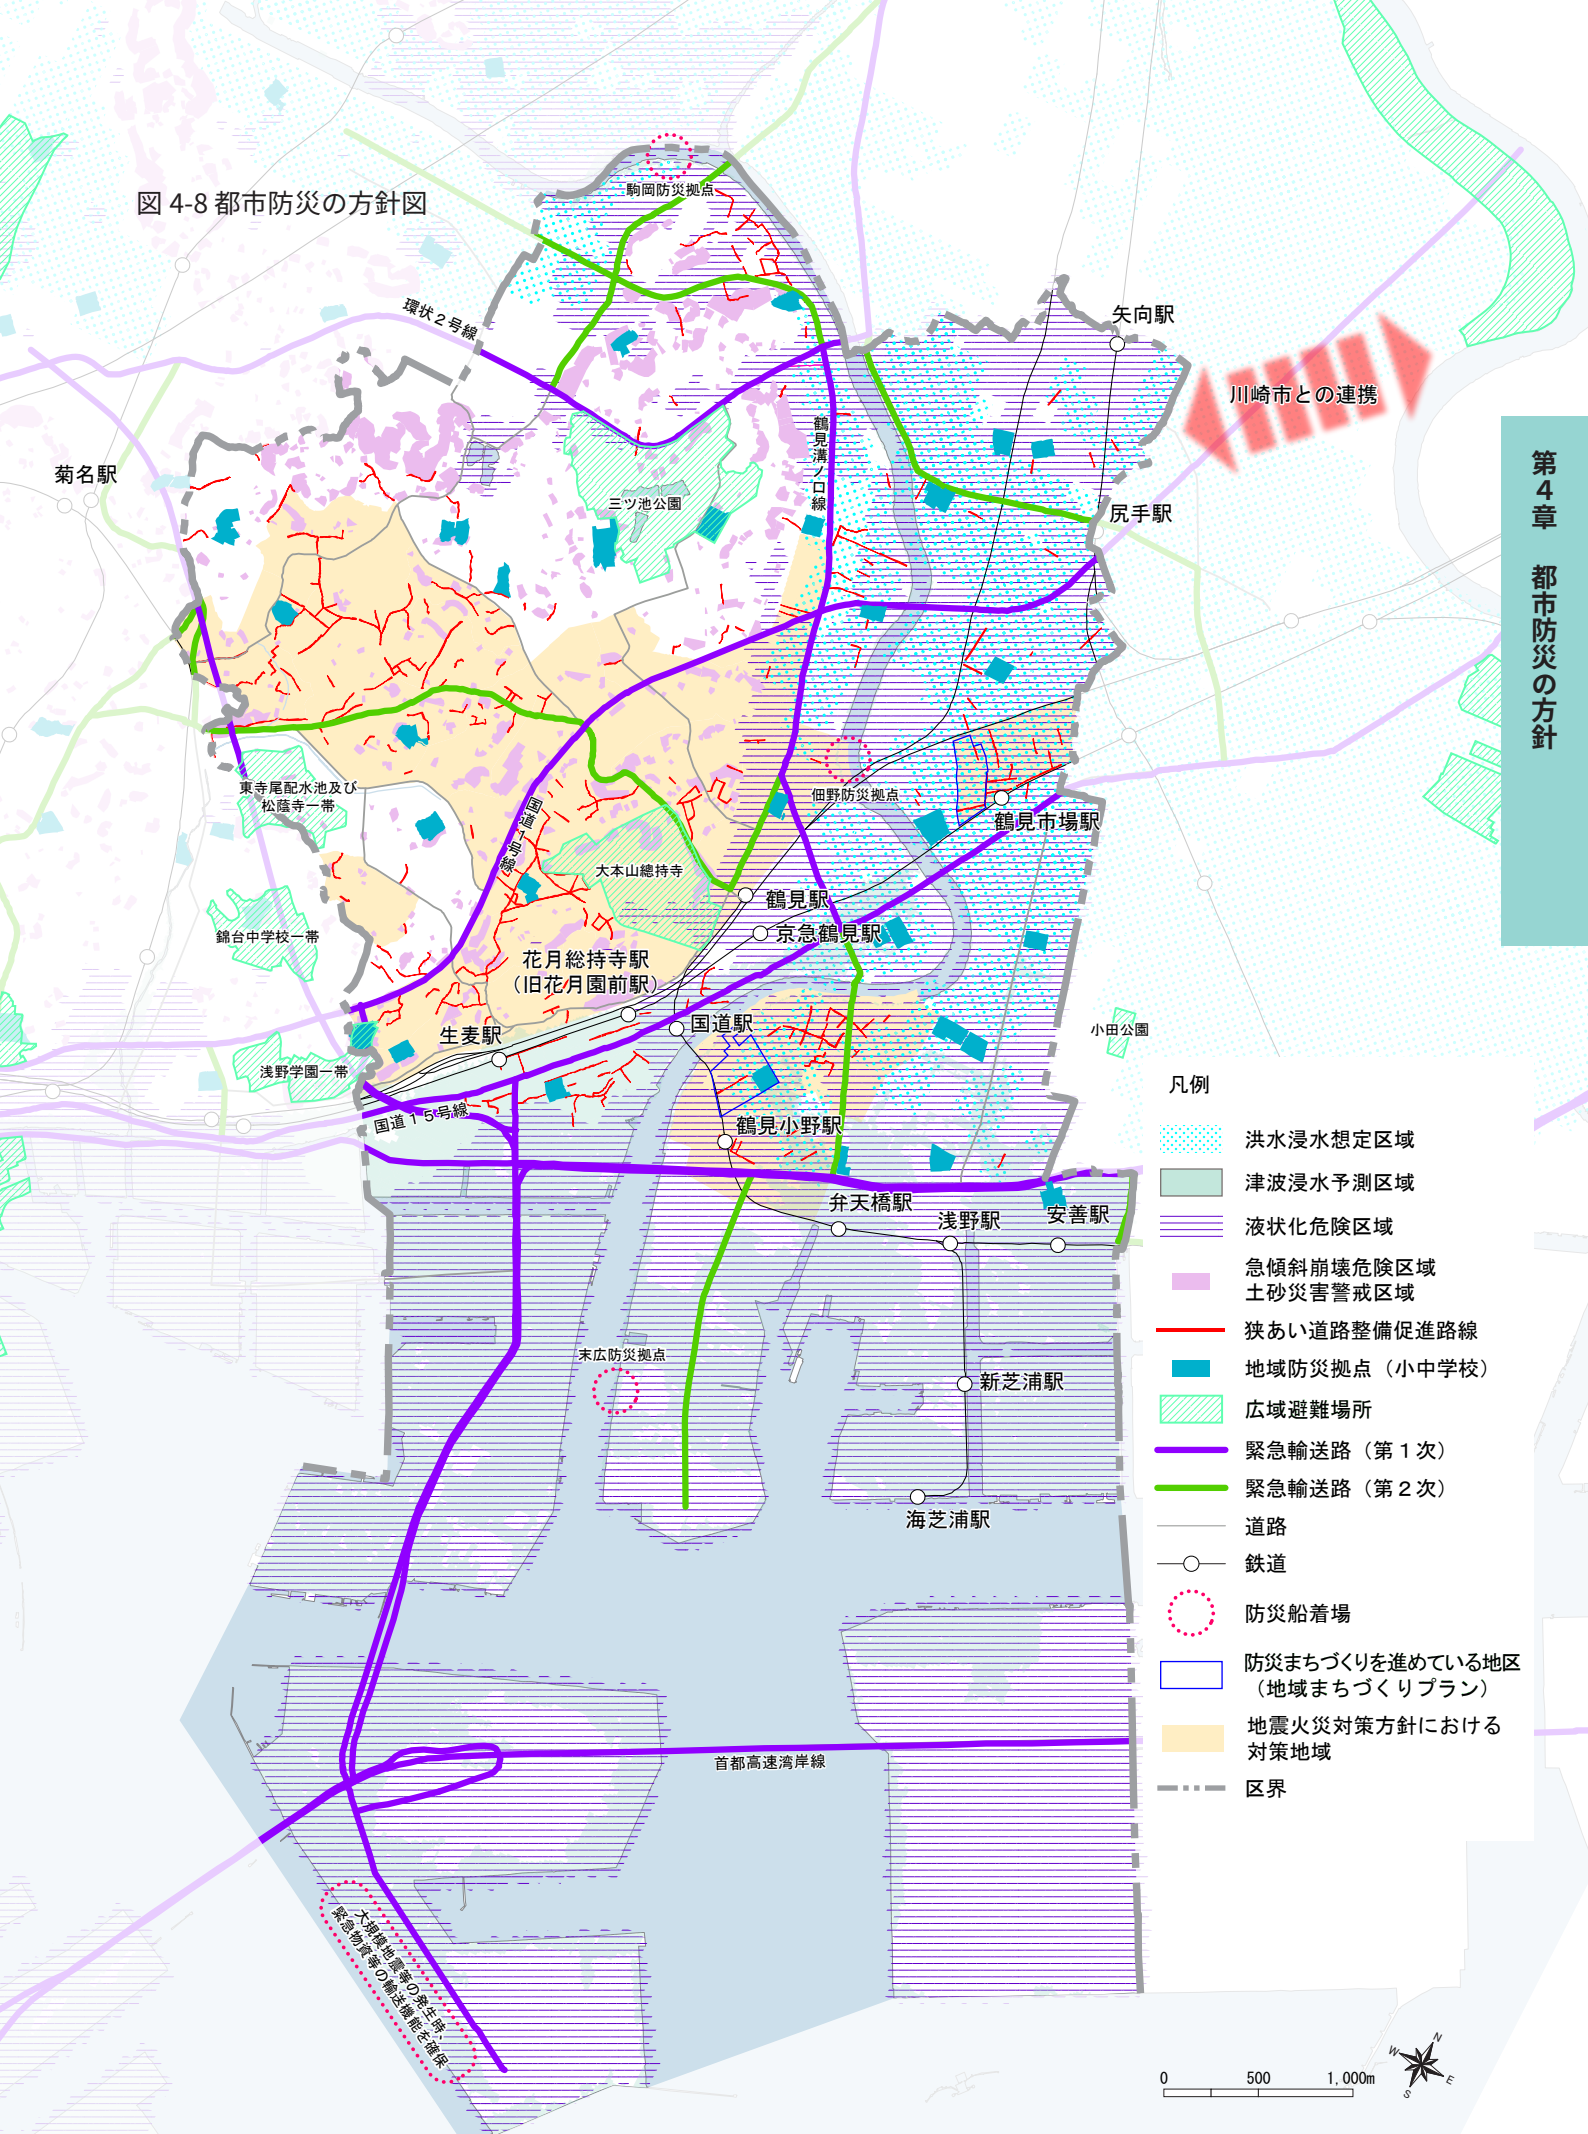 図 4-8 都市防災の方針図
駒岡防災拠点
環状２号線
矢向駅
川崎市との連携
鶴見溝ノ口線
菊名駅
三ツ池公園
尻手駅
第４章 都市防災の方針
東寺尾配水池及び
松蔭寺一帯
国道１号線
佃野防災拠点
鶴見市場駅
大本山總持寺
鶴見駅
京急鶴見駅
錦台中学校一帯
花月総持寺駅
（旧花月園前駅）
国道駅
生麦駅
小田公園
浅野学園一帯
国道１５号線
鶴見小野駅
弁天橋駅
浅野駅
安善駅
末広防災拠点
新芝浦駅
海芝浦駅
首都高速湾岸線
大規模地震等の発生時、
緊急物資等の輸送機能を確保
凡例
洪水浸水想定区域
津波浸水予測区域
液状化危険区域
急傾斜崩壊危険区域
土砂災害警戒区域
狭あい道路整備促進路線
地域防災拠点（小中学校）
広域避難場所
緊急輸送路（第１次）
緊急輸送路（第２次）
道路
鉄道
防災船着場
防災まちづくりを進めている地区
（地域まちづくりプラン）
地震火災対策方針における
対策地域
区界
N
W
E
S
0 500 1,000m